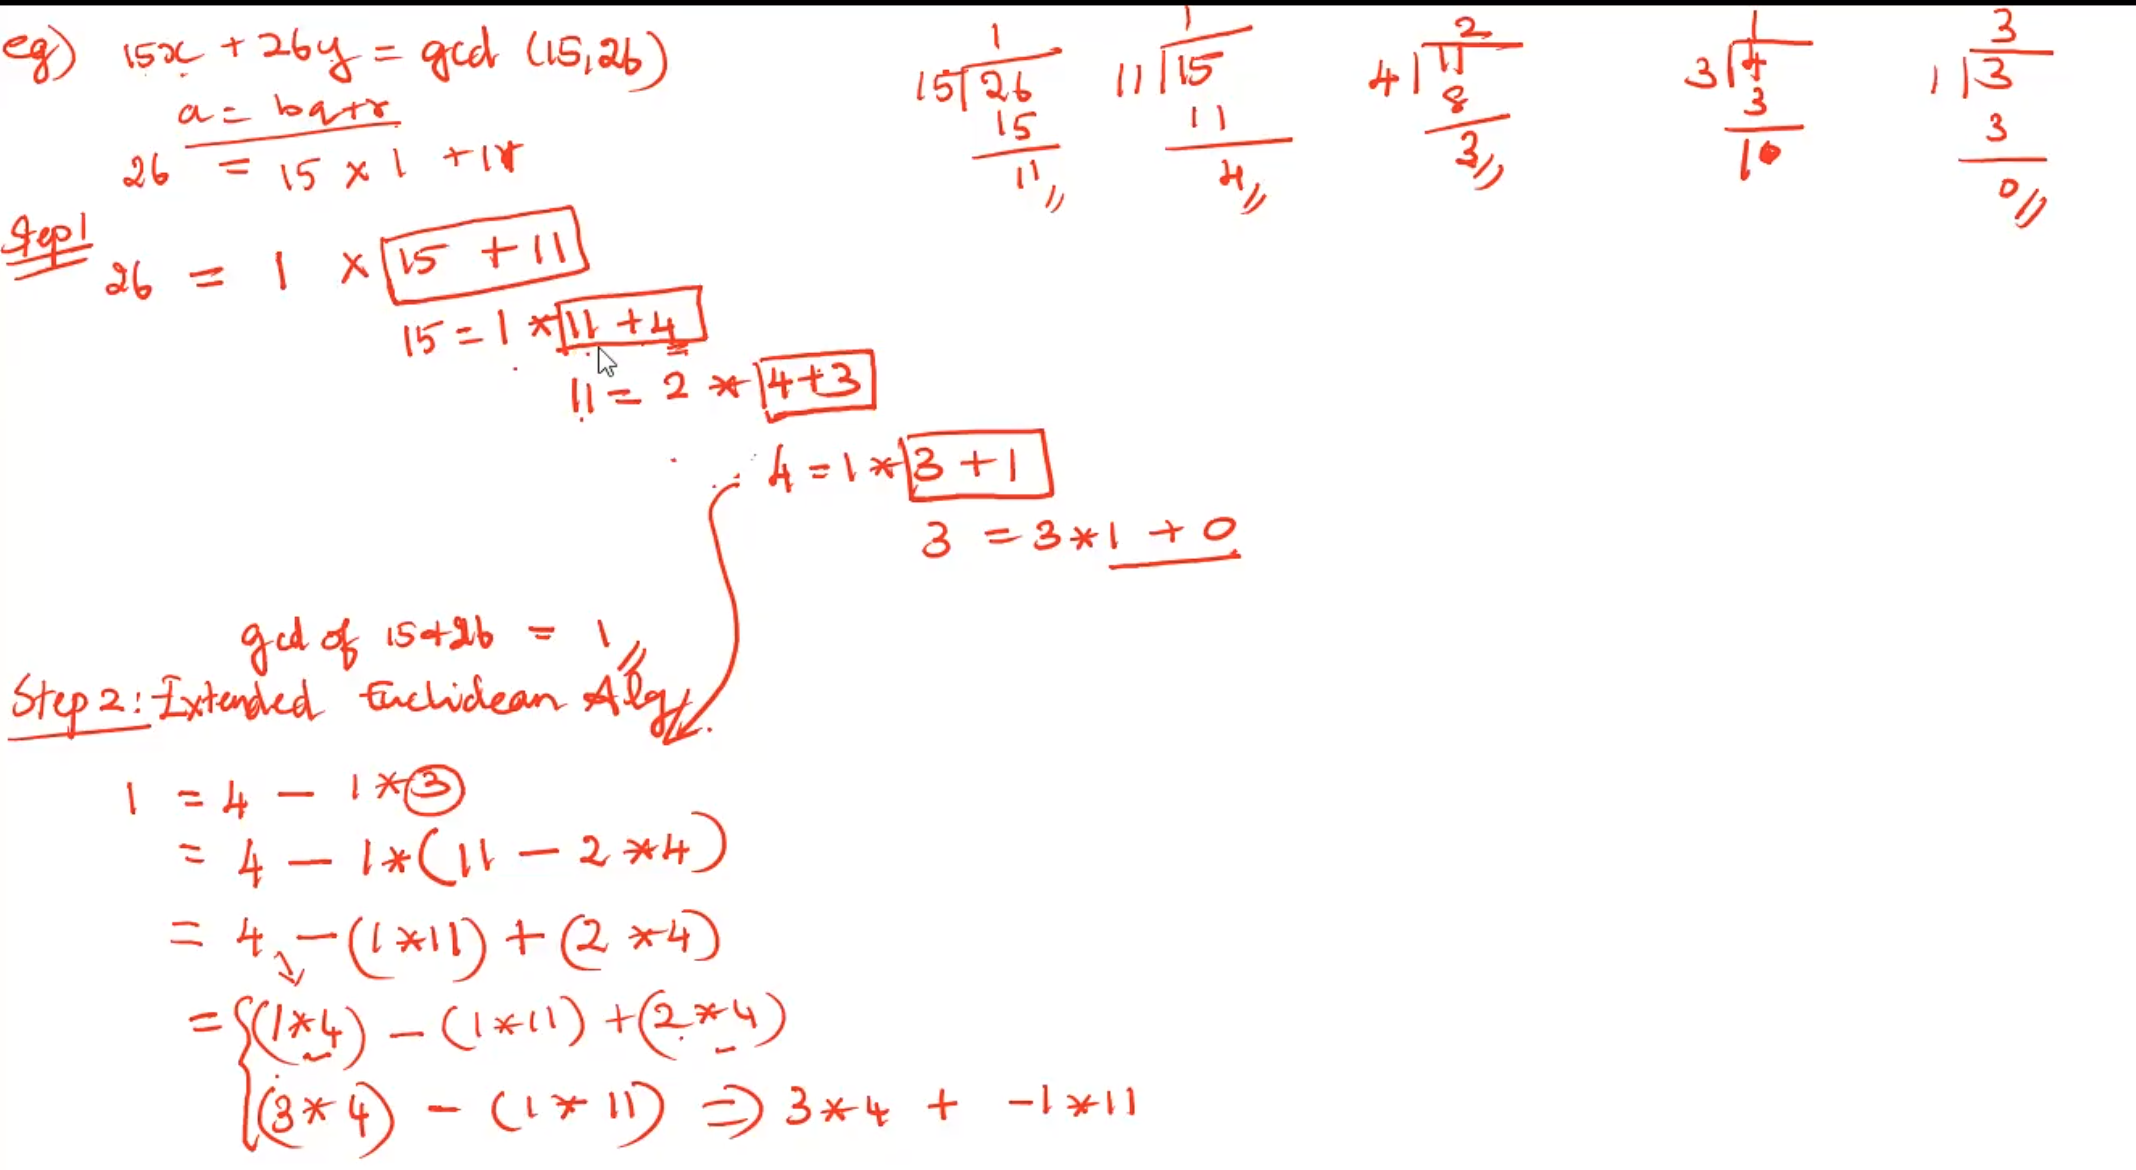 eg) 15x + 26y = gcd (15,26)
a = bq+r
26 = 15 × 1 + 11
1
15 26
15
11
1
11 15
11
4
2
4 11
8
3
1
3 4
3
1
3
1 3
3
0
Step 1
26 = 1 × 15 + 11
15 = 1 * 11 + 4
11 = 2 * 4+3
4 = 1 * 3 + 1
3 = 3 * 1 + 0
gcd of 15+26 = 1
Step 2: Extended Euclidean Alg.
1 = 4 - 1 * 3
= 4 - 1*(11 - 2 *4)
= 4 - (1*11) + (2 *4)
= {(1*4) - (1*11) +(2*4)
(3*4) - (1*11) ⇒ 3*4 + -1*11